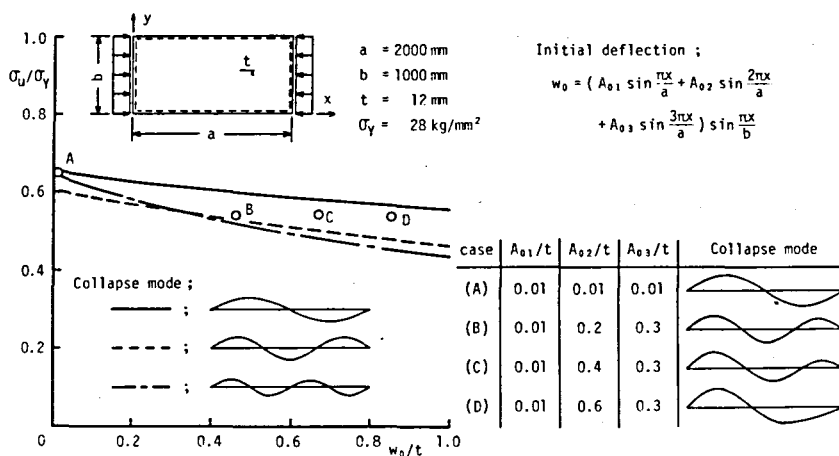 y
t
b
x
a
a = 2000 mm
b = 1000 mm
t = 12 mm
σY = 28 kg/mm²
Initial deflection ;
w₀ = ( A₀₁ sin πx/a + A₀₂ sin 2πx/a
+ A₀₃ sin 3πx/a ) sin πx/b
1.0
σu/σY
0.8
0.6
0.4
0.2
0
0.2
0.4
0.6
0.8
1.0
w₀/t
A
B
C
D
Collapse mode ;
;
;
;
case A₀₁/t A₀₂/t A₀₃/t Collapse mode
(A) 0.01 0.01 0.01
(B) 0.01 0.2 0.3
(C) 0.01 0.4 0.3
(D) 0.01 0.6 0.3